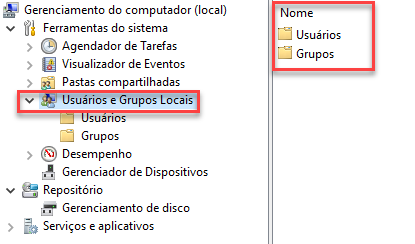 Gerenciamento do computador (local)
Ferramentas do sistema
Agendador de Tarefas
Visualizador de Eventos
Pastas compartilhadas
Usuários e Grupos Locais
Usuários
Grupos
Desempenho
Gerenciador de Dispositivos
Repositório
Gerenciamento de disco
Serviços e aplicativos
Nome
Usuários
Grupos